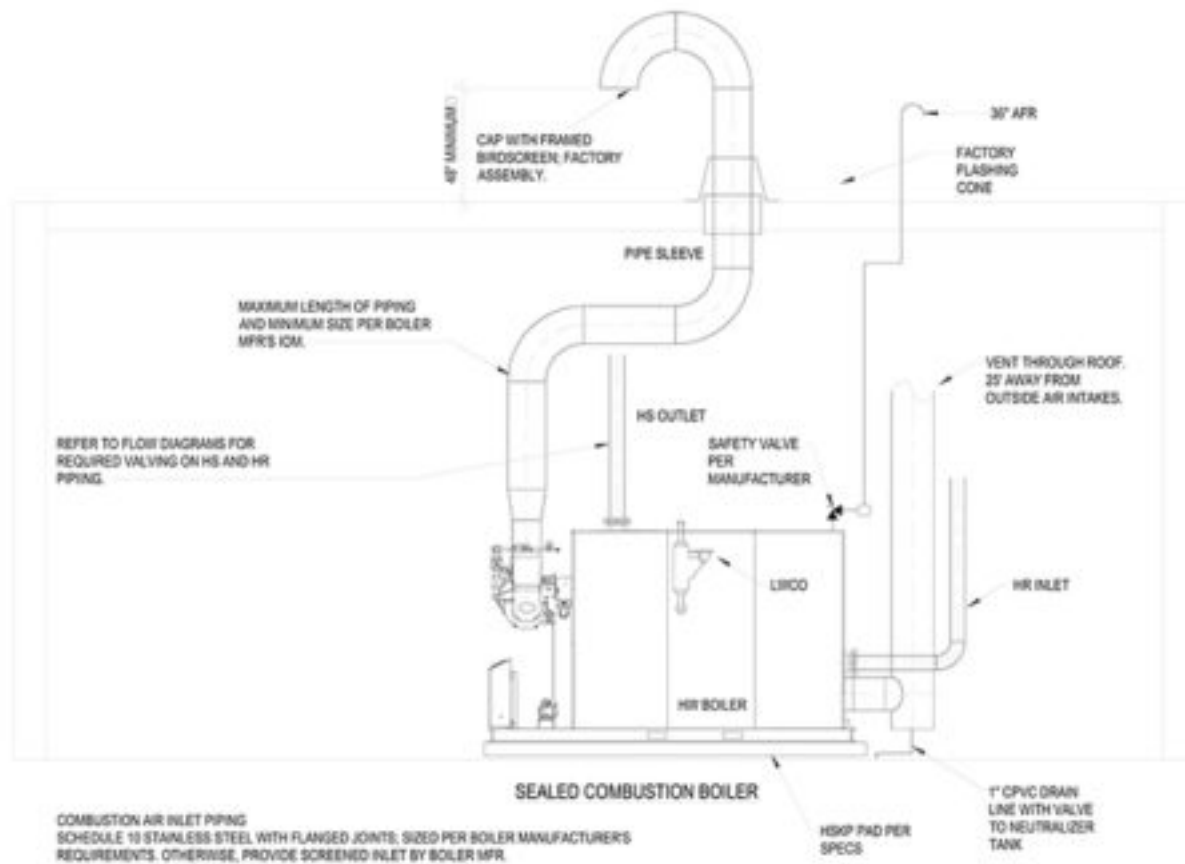 36" AFR
48" MINIMUM
CAP WITH FRAMED
BIRDSCREEN; FACTORY
ASSEMBLY.
FACTORY
FLASHING
CONE
PIPE SLEEVE
MAXIMUM LENGTH OF PIPING
AND MINIMUM SIZE PER BOILER
MFR'S IOM.
VENT THROUGH ROOF.
25' AWAY FROM
OUTSIDE AIR INTAKES.
HS OUTLET
REFER TO FLOW DIAGRAMS FOR
REQUIRED VALVING ON HS AND HR
PIPING.
SAFETY VALVE
PER
MANUFACTURER
LWCO
HR INLET
HW BOILER
SEALED COMBUSTION BOILER
COMBUSTION AIR INLET PIPING
SCHEDULE 10 STAINLESS STEEL WITH FLANGED JOINTS; SIZED PER BOILER MANUFACTURER'S
REQUIREMENTS. OTHERWISE, PROVIDE SCREENED INLET BY BOILER MFR.
HSKP PAD PER
SPECS
1" CPVC DRAIN
LINE WITH VALVE
TO NEUTRALIZER
TANK